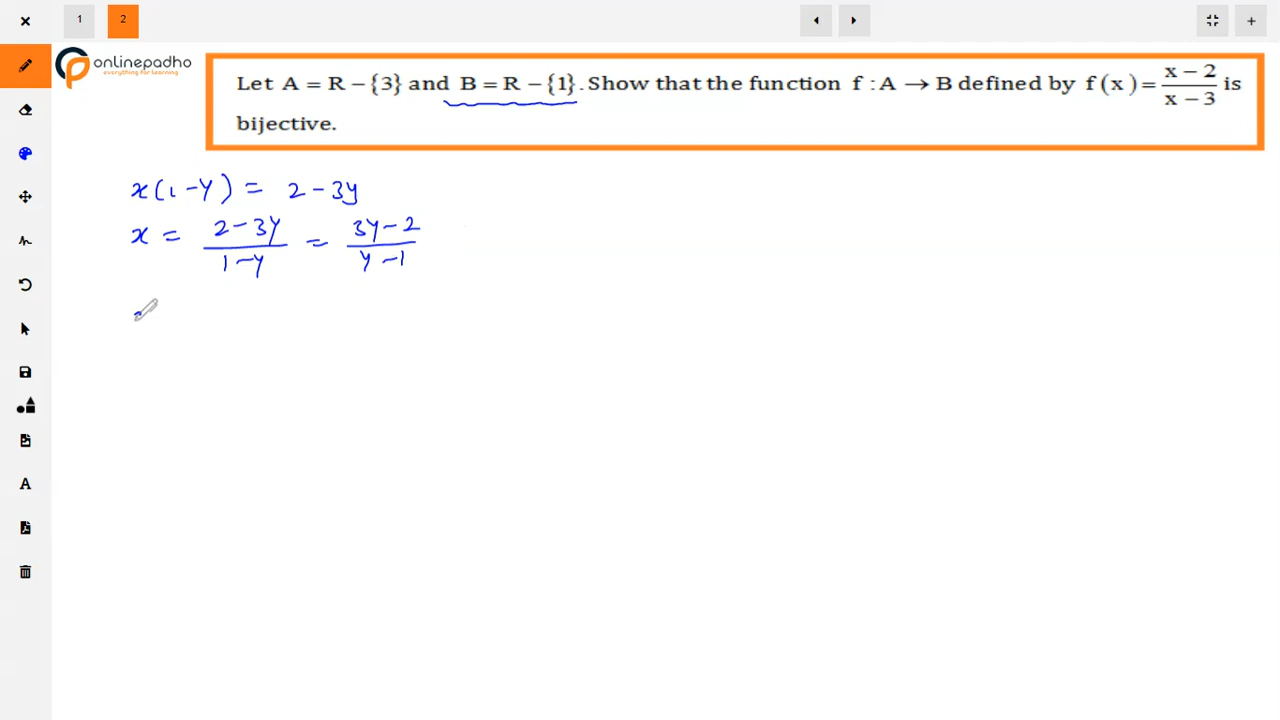 1 2
onlinepadho
everything for learning
Let A = R – {3} and B = R – {1}. Show that the function f : A → B defined by f (x) = x – 2 / x – 3 is
bijective.
x(1 – y) = 2 – 3y
x = 2 – 3y / 1 – y = 3y – 2 / y – 1
A